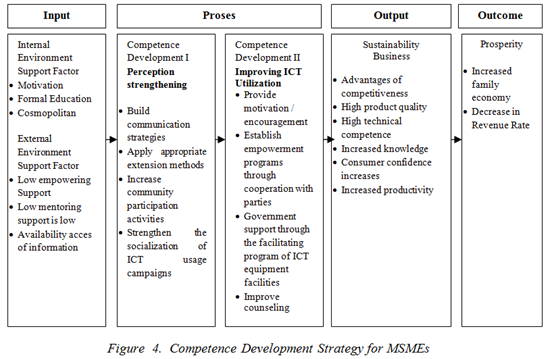 Input
Proses
Output
Outcome
Internal
Environment
Support Factor
• Motivation
• Formal Education
• Cosmopolitan
External
Environment
Support Factor
• Low empowering
Support
• Low mentoring
support is low
• Availability acces
of information
Competence
Development I
Perception
strengthening
• Build
communication
strategies
• Apply appropriate
extension methods
• Increase
community
participation
activities
• Strengthen the
socialization of
ICT usage
campaigns
Competence
Development II
Improving ICT
Utilization
• Provide
motivation /
encouragement
• Establish
empowerment
programs
through
cooperation with
parties
• Government
support through
the facilitating
program of ICT
equipment
facilities
• Improve
counseling
Sustainability
Business
• Advantages of
competitiveness
• High product quality
• High technical
competence
• Increased knowledge
• Consumer confidence
increases
• Increased productivity
Prosperity
• Increased
family
economy
• Decrease in
Revenue Rate
Figure 4. Competence Development Strategy for MSMEs